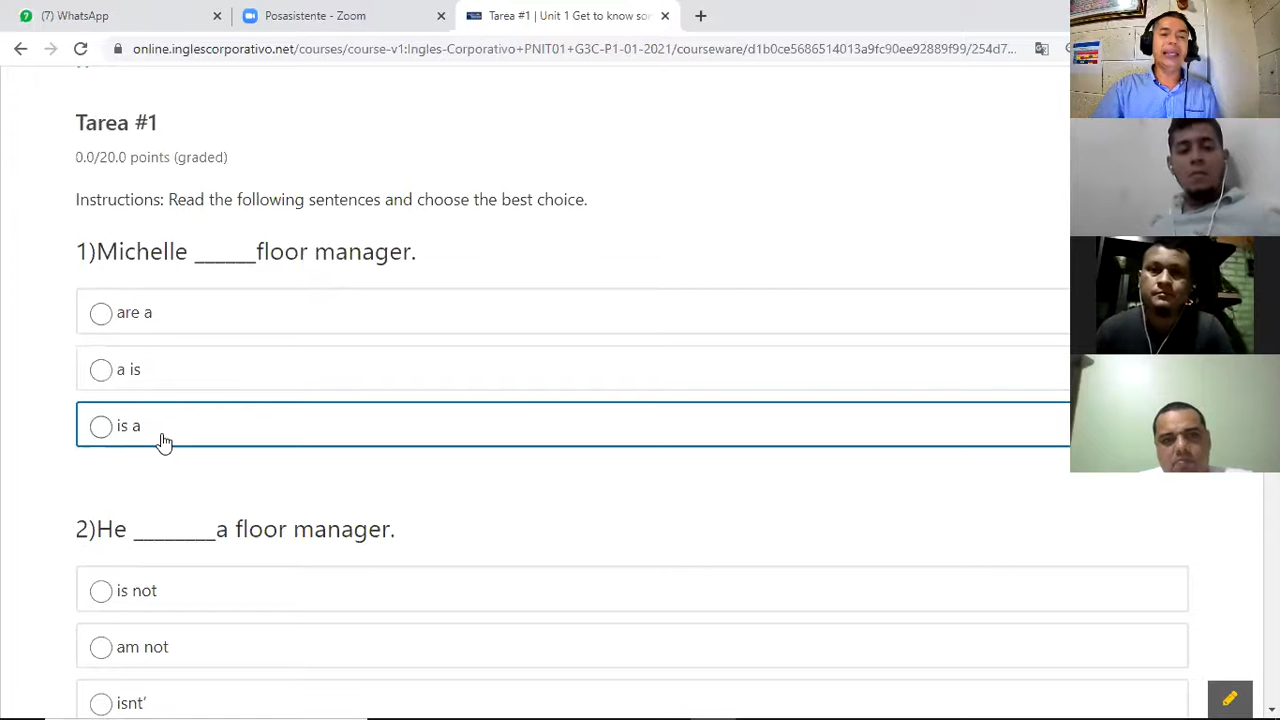 (7) WhatsApp
Posasistente - Zoom
Tarea #1 | Unit 1 Get to know so
online.inglescorporativo.net/courses/course-v1:Ingles-Corporativo+PNIT01+G3C-P1-01-2021/courseware/
Tarea #1
0.0/20.0 points (graded)
Instructions: Read the following sentences and choose the best choice.
1)Michelle ______floor manager.
are a
a is
is a
2)He ________a floor manager.
is not
am not
isnt'